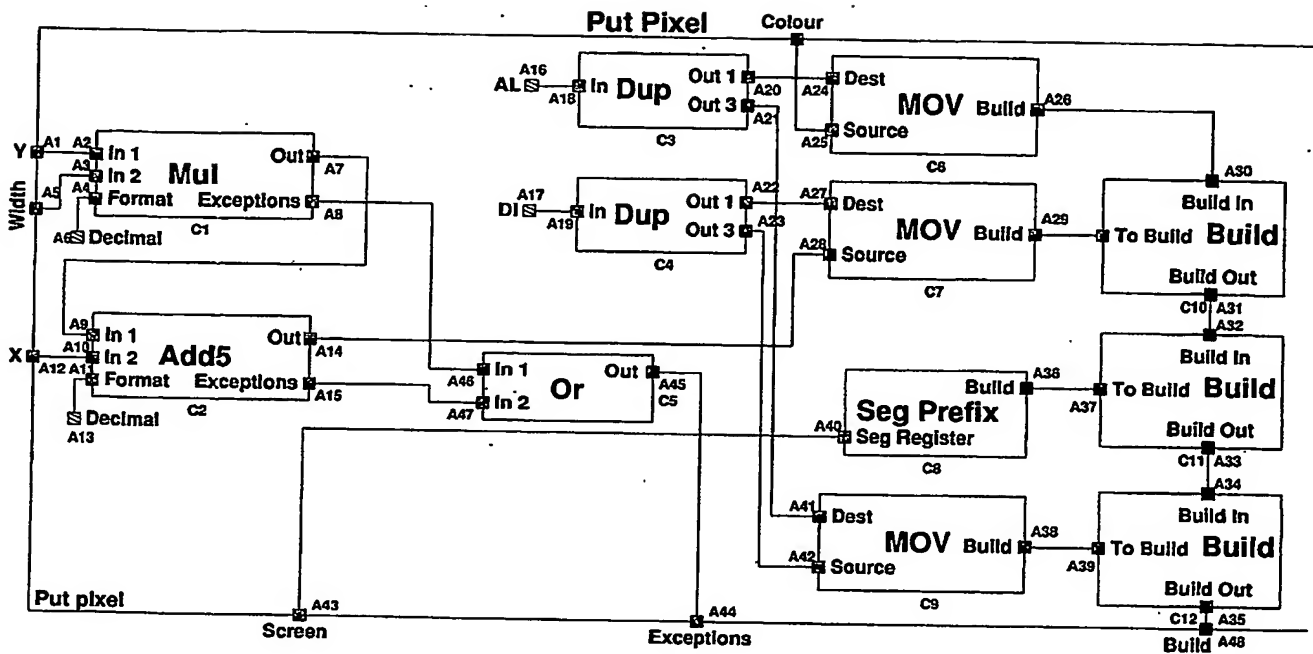 Put Pixel
Colour
A16
AL
A18
In
Dup
Out 1
Out 3
A20
A21
C3
A24
Dest
MOV
Build
A26
Source
A25
C6
A30
Y
A1
A2
In 1
A3
In 2
Mul
Out
A7
Width
A5
A4
Format
Exceptions
A8
A6
Decimal
C1
A17
DI
A19
In
Dup
Out 1
Out 3
A22
A23
C4
A27
Dest
MOV
Build
A29
A28
Source
C7
Build In
To Build
Build
Build Out
C10
A31
A32
A9
In 1
A10
In 2
Add5
Out
A14
X
A12
A11
Format
Exceptions
A15
C2
Decimal
A13
A46
In 1
Or
Out
A45
In 2
A47
C5
Build
A36
Seg Prefix
A40
Seg Register
C8
A37
Build In
To Build
Build
Build Out
C11
A33
A34
A41
Dest
MOV
Build
A38
A42
Source
C9
A39
Build In
To Build
Build
Build Out
C12
A35
Put pixel
A43
Screen
A44
Exceptions
Build
A48